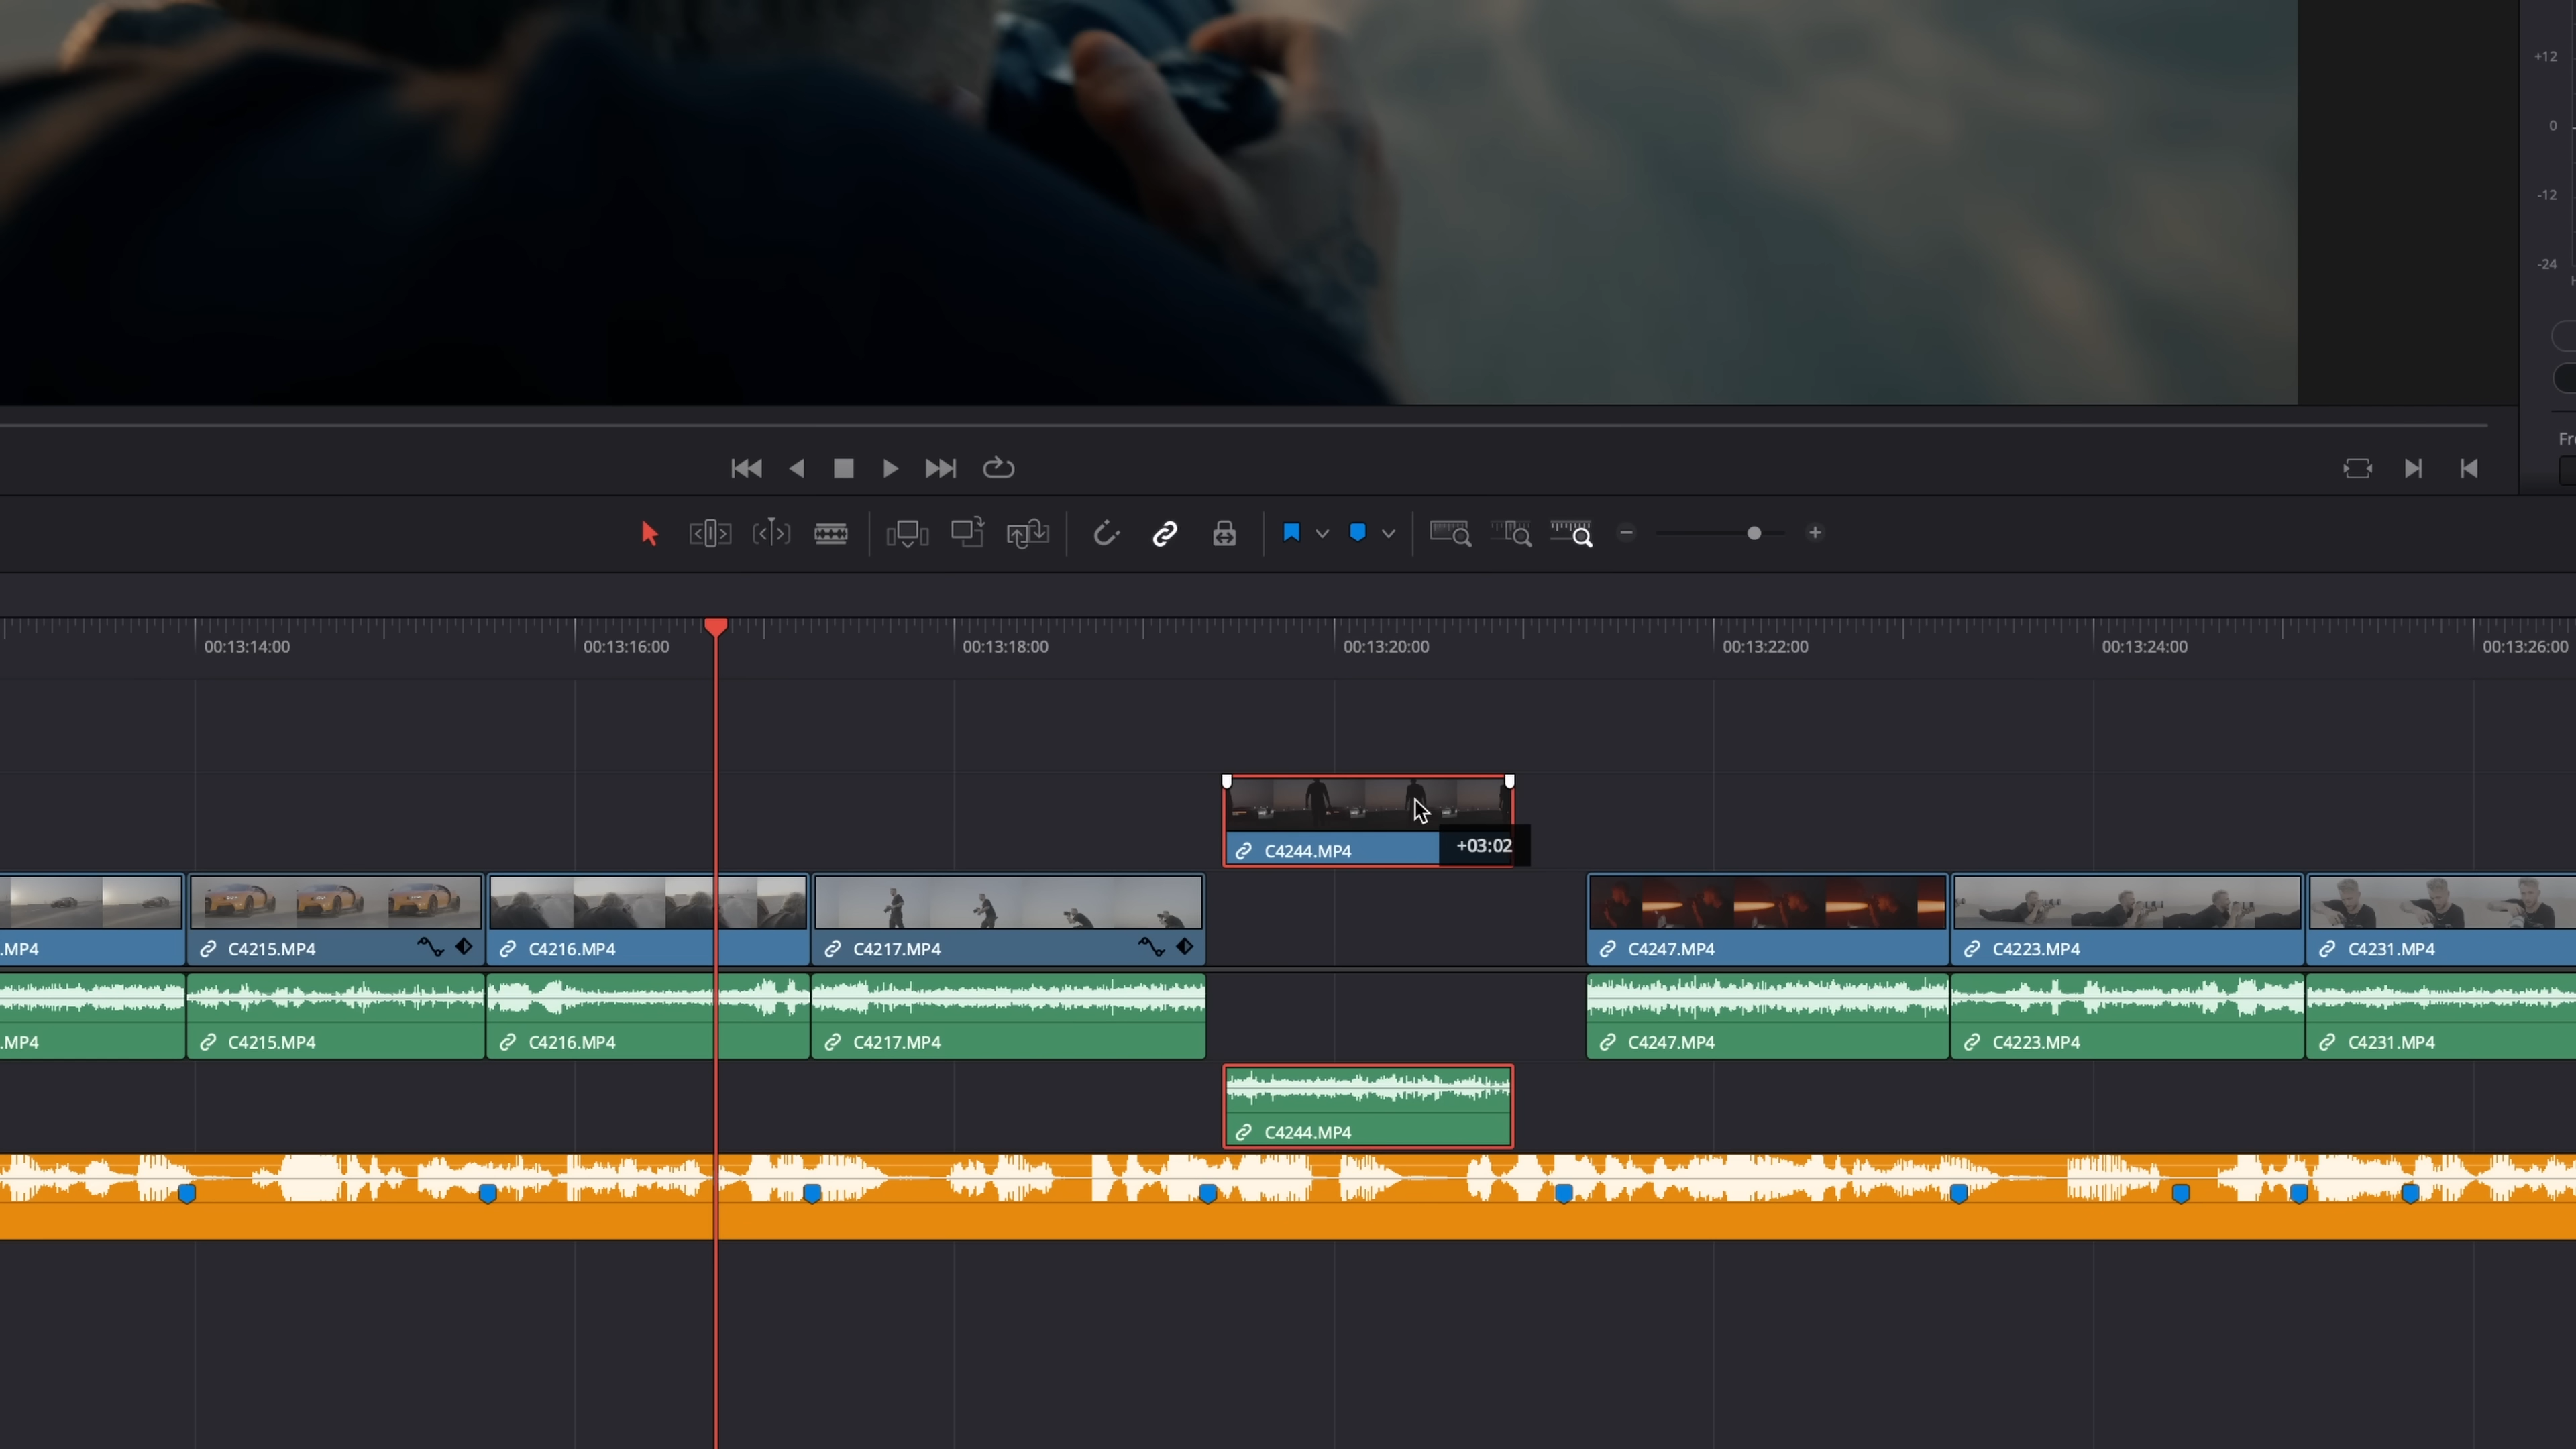 +12
0
-12
-24
Fr
00:13:14:00
00:13:16:00
00:13:18:00
00:13:20:00
00:13:22:00
00:13:24:00
00:13:26:00
C4244.MP4
+03:02
.MP4
C4215.MP4
C4216.MP4
C4217.MP4
C4247.MP4
C4223.MP4
C4231.MP4
.MP4
C4215.MP4
C4216.MP4
C4217.MP4
C4247.MP4
C4223.MP4
C4231.MP4
C4244.MP4